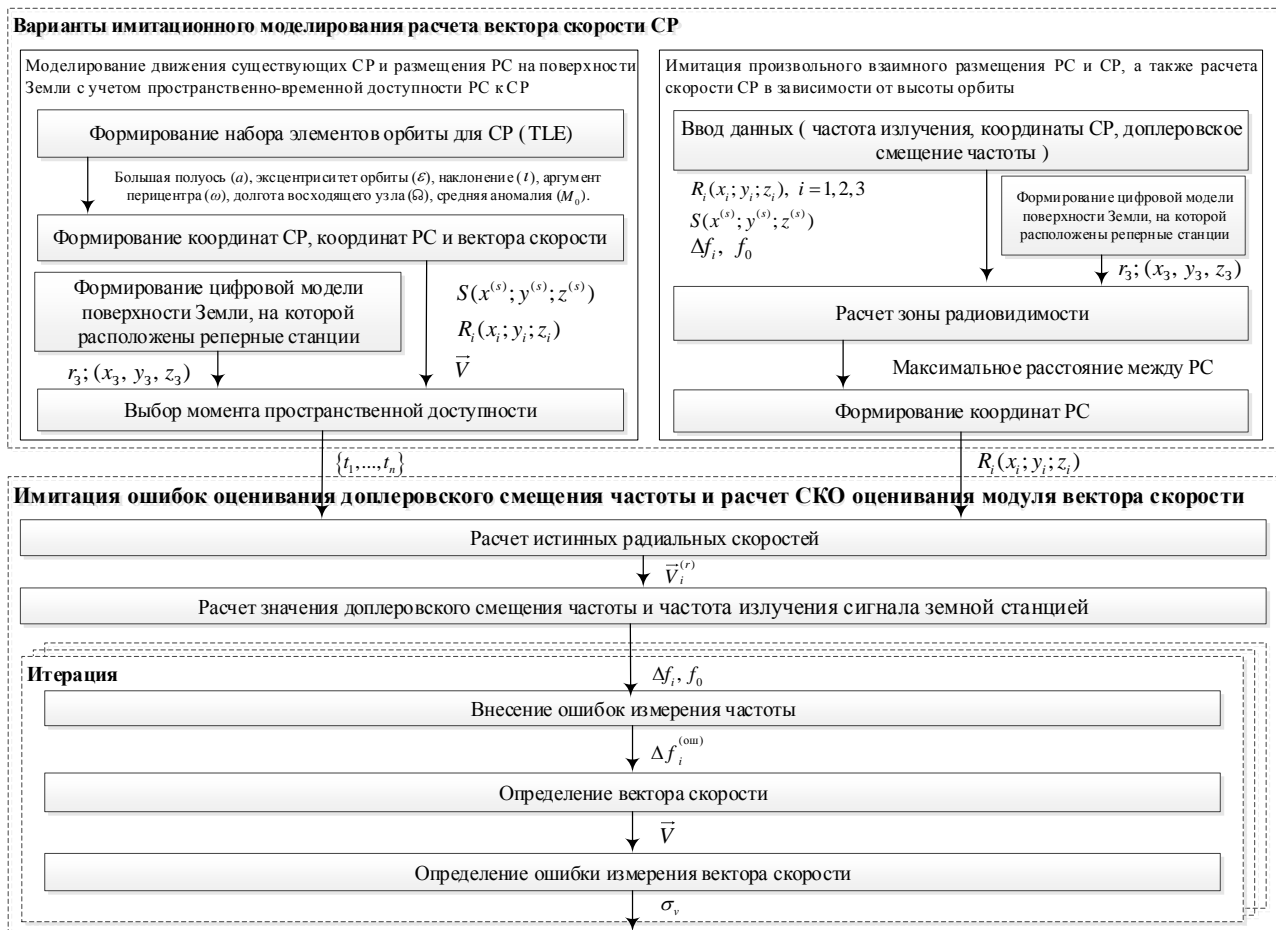 Варианты имитационного моделирования расчета вектора скорости СР
Моделирование движения существующих СР и размещения РС на поверхности
Земли с учетом пространственно-временной доступности РС к СР
Формирование набора элементов орбиты для СР (TLE)
Большая полуось (a), эксцентриситет орбиты (ε), наклонение (ι), аргумент
перицентра (ω), долгота восходящего узла (☊), средняя аномалия (M₀).
Формирование координат СР, координат РС и вектора скорости
Формирование цифровой модели
поверхности Земли, на которой
расположены реперные станции
S(x⁽ˢ⁾; y⁽ˢ⁾; z⁽ˢ⁾)
Rᵢ(xᵢ; yᵢ; zᵢ)
V⃗
r₃; (x₃, y₃, z₃)
Выбор момента пространственной доступности
{t₁,...,tₙ}
Имитация произвольного взаимного размещения РС и СР, а также расчета
скорости СР в зависимости от высоты орбиты
Ввод данных ( частота излучения, координаты СР, доплеровское
смещение частоты )
Rᵢ(xᵢ; yᵢ; zᵢ), i = 1, 2, 3
S(x⁽ˢ⁾; y⁽ˢ⁾; z⁽ˢ⁾)
Δfᵢ, f₀
Формирование цифровой модели
поверхности Земли, на которой
расположены реперные станции
r₃; (x₃, y₃, z₃)
Расчет зоны радиовидимости
Максимальное расстояние между РС
Формирование координат РС
Rᵢ(xᵢ; yᵢ; zᵢ)
Имитация ошибок оценивания доплеровского смещения частоты и расчет СКО оценивания модуля вектора скорости
Расчет истинных радиальных скоростей
V⃗ᵢ⁽ʳ⁾
Расчет значения доплеровского смещения частоты и частота излучения сигнала земной станцией
Итерация
Δfᵢ, f₀
Внесение ошибок измерения частоты
Δfᵢ^(ош)
Определение вектора скорости
V⃗
Определение ошибки измерения вектора скорости
σᵥ